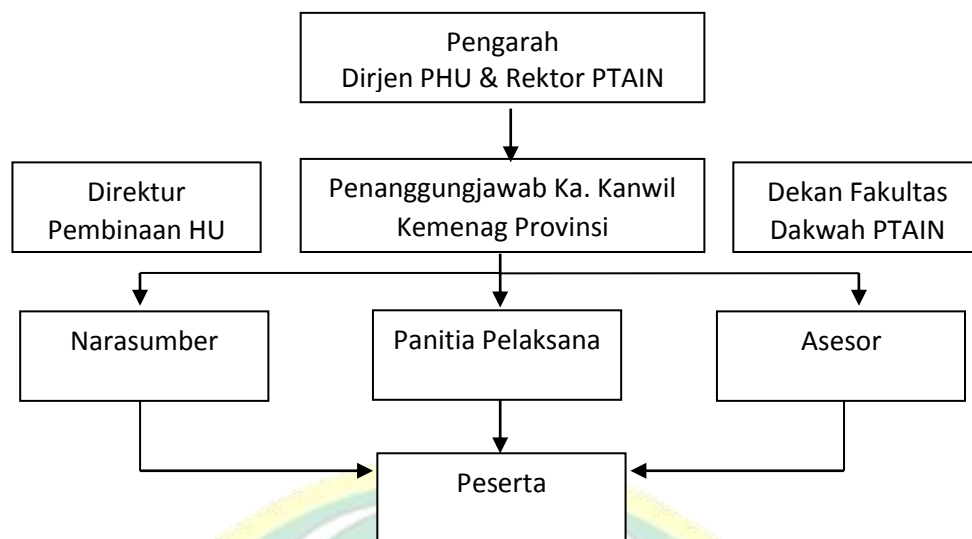 Pengarah
Dirjen PHU & Rektor PTAIN
Direktur
Pembinaan HU
Penanggungjawab Ka. Kanwil
Kemenag Provinsi
Dekan Fakultas
Dakwah PTAIN
Narasumber
Panitia Pelaksana
Asesor
Peserta